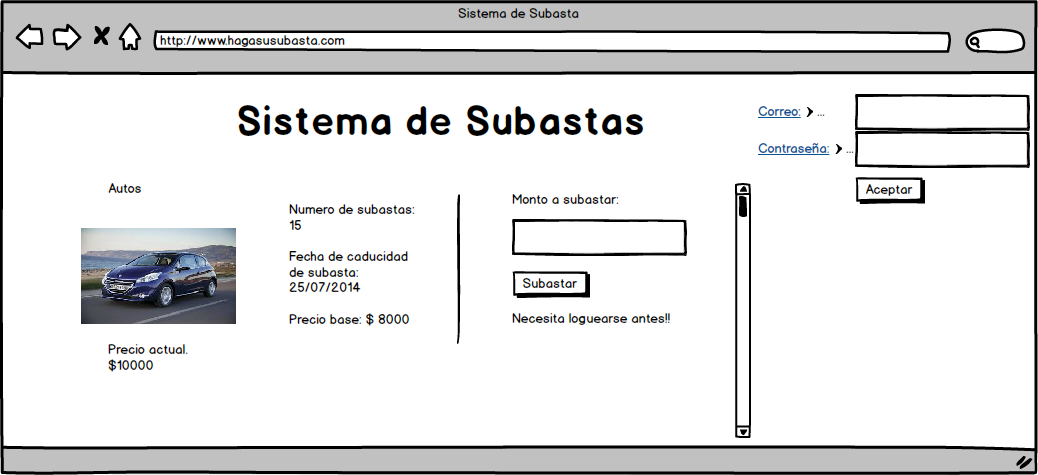 Sistema de Subasta
http://www.hagasusubasta.com
Sistema de Subastas
Correo: ...
Contraseña: ...
Aceptar
Autos
Precio actual.
$10000
Numero de subastas:
15
Fecha de caducidad
de subasta:
25/07/2014
Precio base: $ 8000
Monto a subastar:
Subastar
Necesita loguearse antes!!